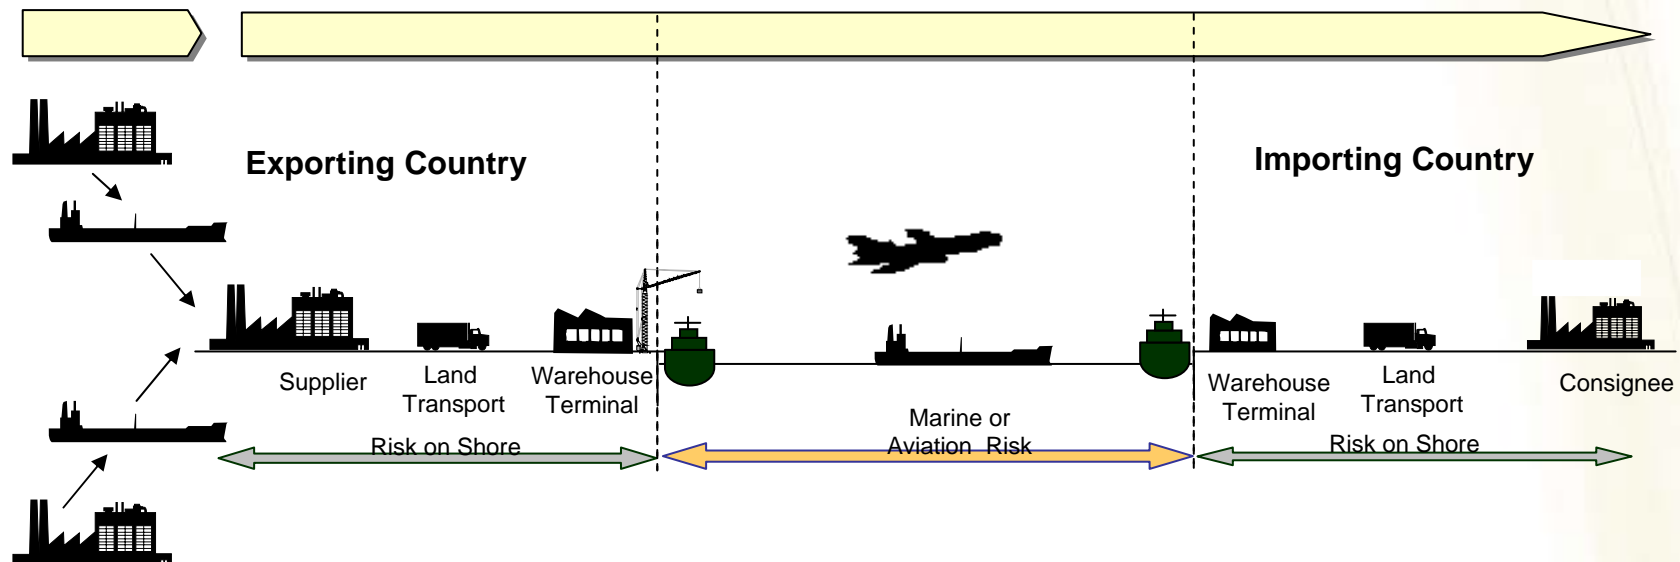 Exporting Country
Importing Country
Supplier
Land
Transport
Warehouse
Terminal
Marine or
Aviation Risk
Warehouse
Terminal
Land
Transport
Consignee
Risk on Shore
Risk on Shore